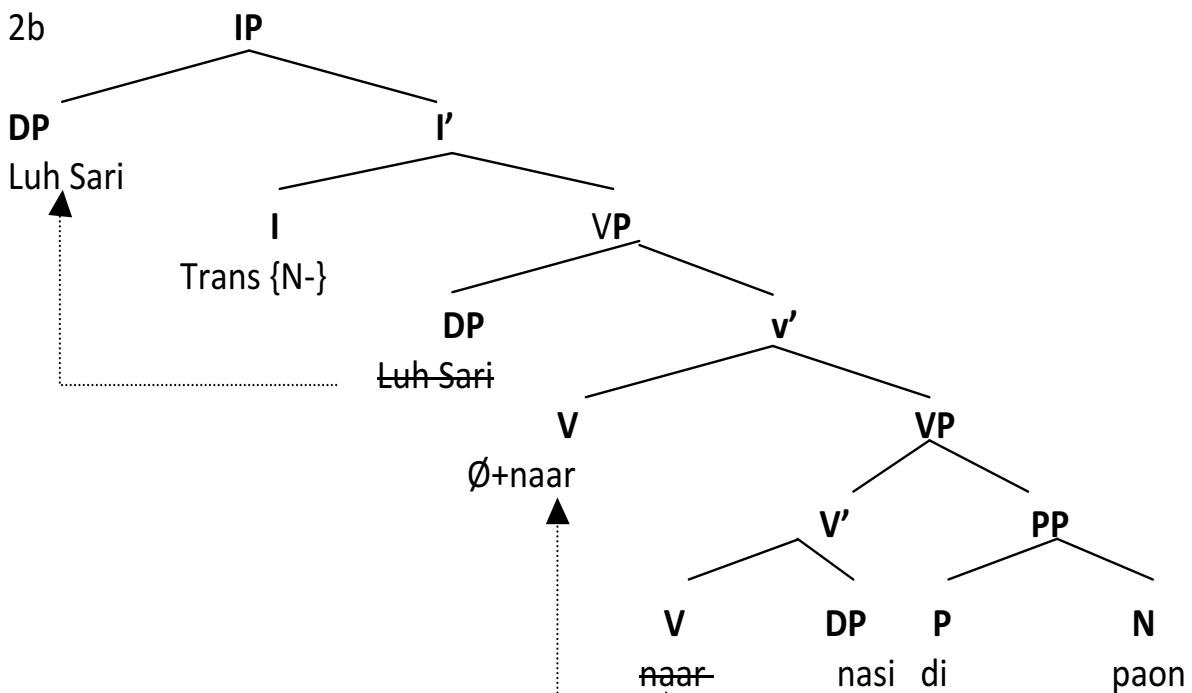 2b IP
DP I’
Luh Sari
I VP
Trans {N-}
DP v’
Luh Sari
V VP
Ø+naar
V’ PP
V DP P N
naar nasi di paon